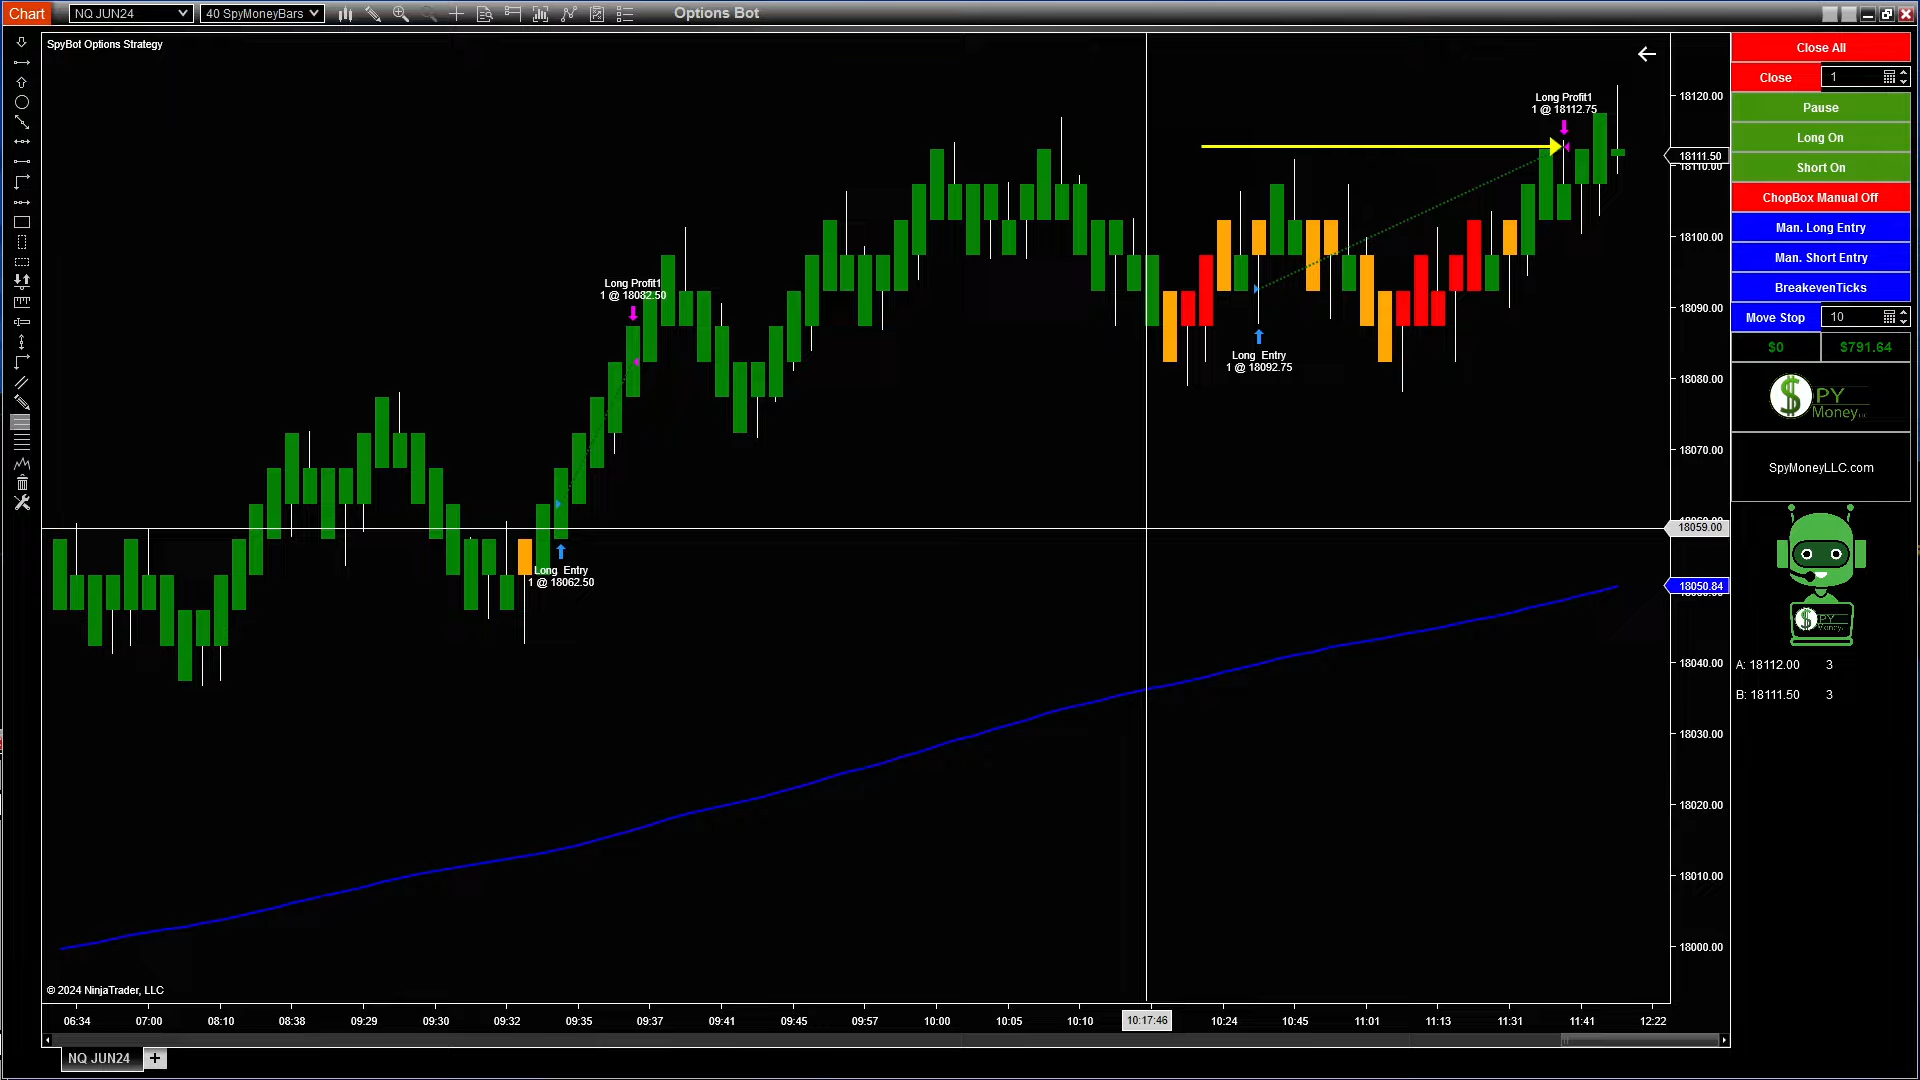 Chart
NQ JUN24
40 SpyMoneyBars
Options Bot
SpyBot Options Strategy
Long Profit1
1 @ 18112.75
Long Profit1
1 @ 18082.50
Long Entry
1 @ 18092.75
Long Entry
1 @ 18062.50
18120.00
18111.50
18110.00
18100.00
18090.00
18080.00
18070.00
18059.00
18050.84
18040.00
18030.00
18020.00
18010.00
18000.00
Close All
Close
1
Pause
Long On
Short On
ChopBox Manual Off
Man. Long Entry
Man. Short Entry
BreakevenTicks
Move Stop
10
$0
$791.64
$PY
Money
SpyMoneyLLC.com
$PY
Money
A: 18112.00 3
B: 18111.50 3
© 2024 NinjaTrader, LLC
06:34 07:00 08:10 08:38 09:29 09:30 09:32 09:35 09:37 09:41 09:45 09:57 10:00 10:05 10:10 10:17:46 10:24 10:45 11:01 11:13 11:31 11:41 12:22
NQ JUN24
+